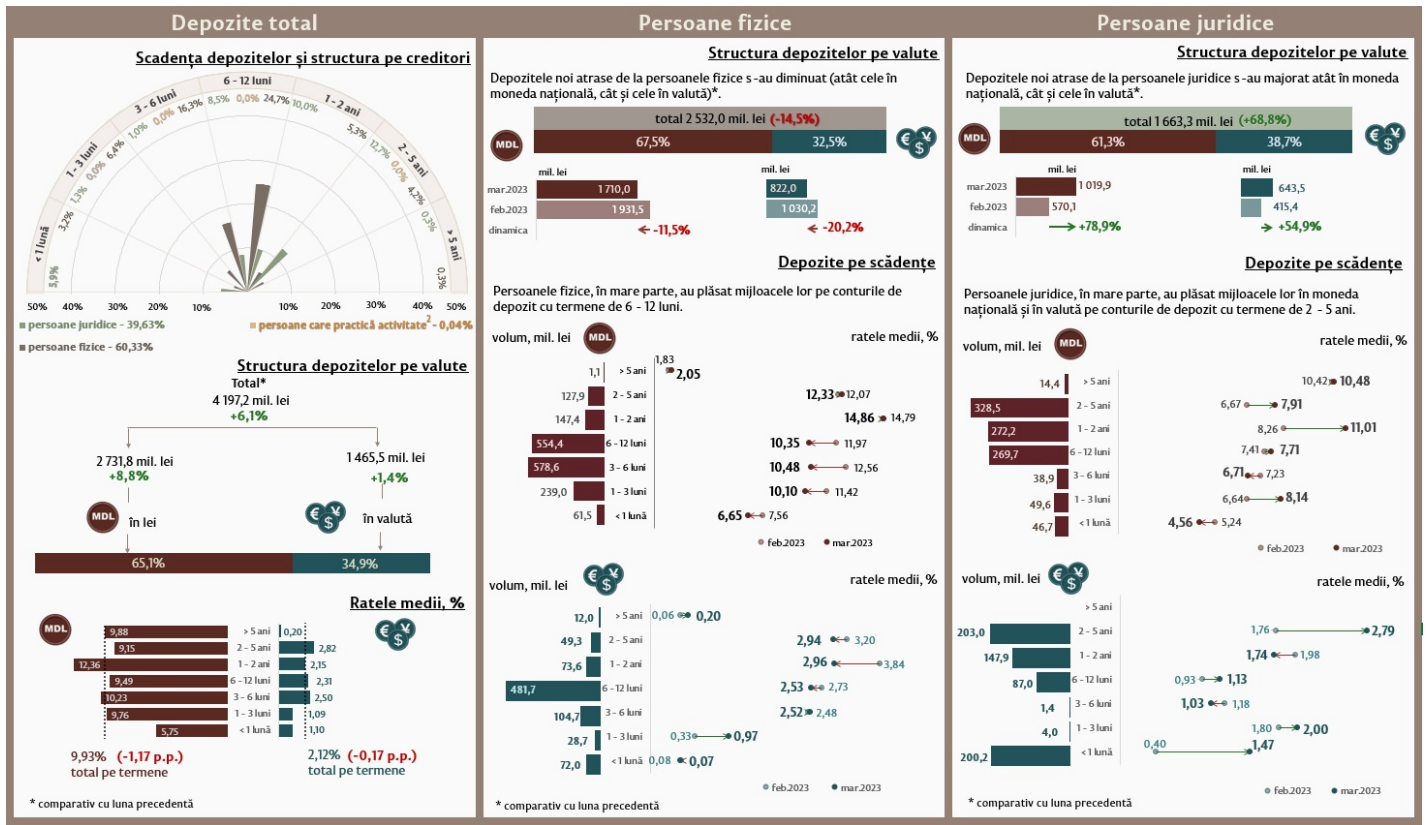 Depozite total
Scadența depozitelor și structura pe creditori
< 1 lună
1 - 3 luni
3 - 6 luni
6 - 12 luni
1 - 2 ani
2 - 5 ani
> 5 ani
5,9%
3,2%
1,3%
0,0%
6,4%
1,0%
0,0%
16,3%
8,5%
0,0%
24,7%
10,0%
5,3%
12,7%
0,0%
4,2%
0,3%
0,3%
50% 40% 30% 20% 10% 10% 20% 30% 40% 50%
persoane juridice - 39,63%
persoane care practică activitate² - 0,04%
persoane fizice - 60,33%
Structura depozitelor pe valute
Total*
4 197,2 mil. lei
+6,1%
2 731,8 mil. lei
+8,8%
1 465,5 mil. lei
+1,4%
MDL
în lei
€ ¥ $
în valută
65,1% 34,9%
Ratele medii, %
MDL
€ ¥ $
9,88 > 5 ani 0,20
9,15 2 - 5 ani 2,82
12,36 1 - 2 ani 2,15
9,49 6 - 12 luni 2,31
10,23 3 - 6 luni 2,50
9,76 1 - 3 luni 1,09
5,75 < 1 lună 1,10
9,93% (-1,17 p.p.)
total pe termene
2,12% (-0,17 p.p.)
total pe termene
* comparativ cu luna precedentă
Persoane fizice
Structura depozitelor pe valute
Depozitele noi atrase de la persoanele fizice s-au diminuat (atât cele în
moneda națională, cât și cele în valută)*.
total 2 532,0 mil. lei (-14,5%)
MDL
67,5% 32,5%
€ ¥ $
mil. lei mil. lei
mar.2023 1 710,0 822,0
feb.2023 1 931,5 1 030,2
dinamica -11,5% -20,2%
Depozite pe scădențe
Persoanele fizice, în mare parte, au plăsat mijloacele lor pe conturile de
depozit cu termene de 6 - 12 luni.
volum, mil. lei MDL ratele medii, %
1,1 > 5 ani 1,83 2,05
127,9 2 - 5 ani 12,33 12,07
147,4 1 - 2 ani 14,86 14,79
554,4 6 - 12 luni 10,35 11,97
578,6 3 - 6 luni 10,48 12,56
239,0 1 - 3 luni 10,10 11,42
61,5 < 1 lună 6,65 7,56
feb.2023 mar.2023
volum, mil. lei € ¥ $ ratele medii, %
12,0 > 5 ani 0,06 0,20
49,3 2 - 5 ani 2,94 3,20
73,6 1 - 2 ani 2,96 3,84
481,7 6 - 12 luni 2,53 2,73
104,7 3 - 6 luni 2,52 2,48
28,7 1 - 3 luni 0,33 0,97
72,0 < 1 lună 0,08 0,07
feb.2023 mar.2023
* comparativ cu luna precedentă
Persoane juridice
Structura depozitelor pe valute
Depozitele noi atrase de la persoanele juridice s-au majorat atât în moneda
națională, cât și cele în valută*.
total 1 663,3 mil. lei (+68,8%)
MDL
61,3% 38,7%
€ ¥ $
mil. lei mil. lei
mar.2023 1 019,9 643,5
feb.2023 570,1 415,4
dinamica +78,9% +54,9%
Depozite pe scădențe
Persoanele juridice, în mare parte, au plăsat mijloacele lor în moneda
națională și în valută pe conturile de depozit cu termene de 2 - 5 ani.
volum, mil. lei MDL ratele medii, %
14,4 > 5 ani 10,42 10,48
328,5 2 - 5 ani 6,67 7,91
272,2 1 - 2 ani 8,26 11,01
269,7 6 - 12 luni 7,41 7,71
38,9 3 - 6 luni 6,71 7,23
49,6 1 - 3 luni 6,64 8,14
46,7 < 1 lună 4,56 5,24
feb.2023 mar.2023
volum, mil. lei € ¥ $ ratele medii, %
> 5 ani
203,0 2 - 5 ani 1,76 2,79
147,9 1 - 2 ani 1,74 1,98
87,0 6 - 12 luni 0,93 1,13
1,4 3 - 6 luni 1,03 1,18
4,0 1 - 3 luni 1,80 2,00
200,2 < 1 lună 0,40 1,47
feb.2023 mar.2023
* comparativ cu luna precedentă